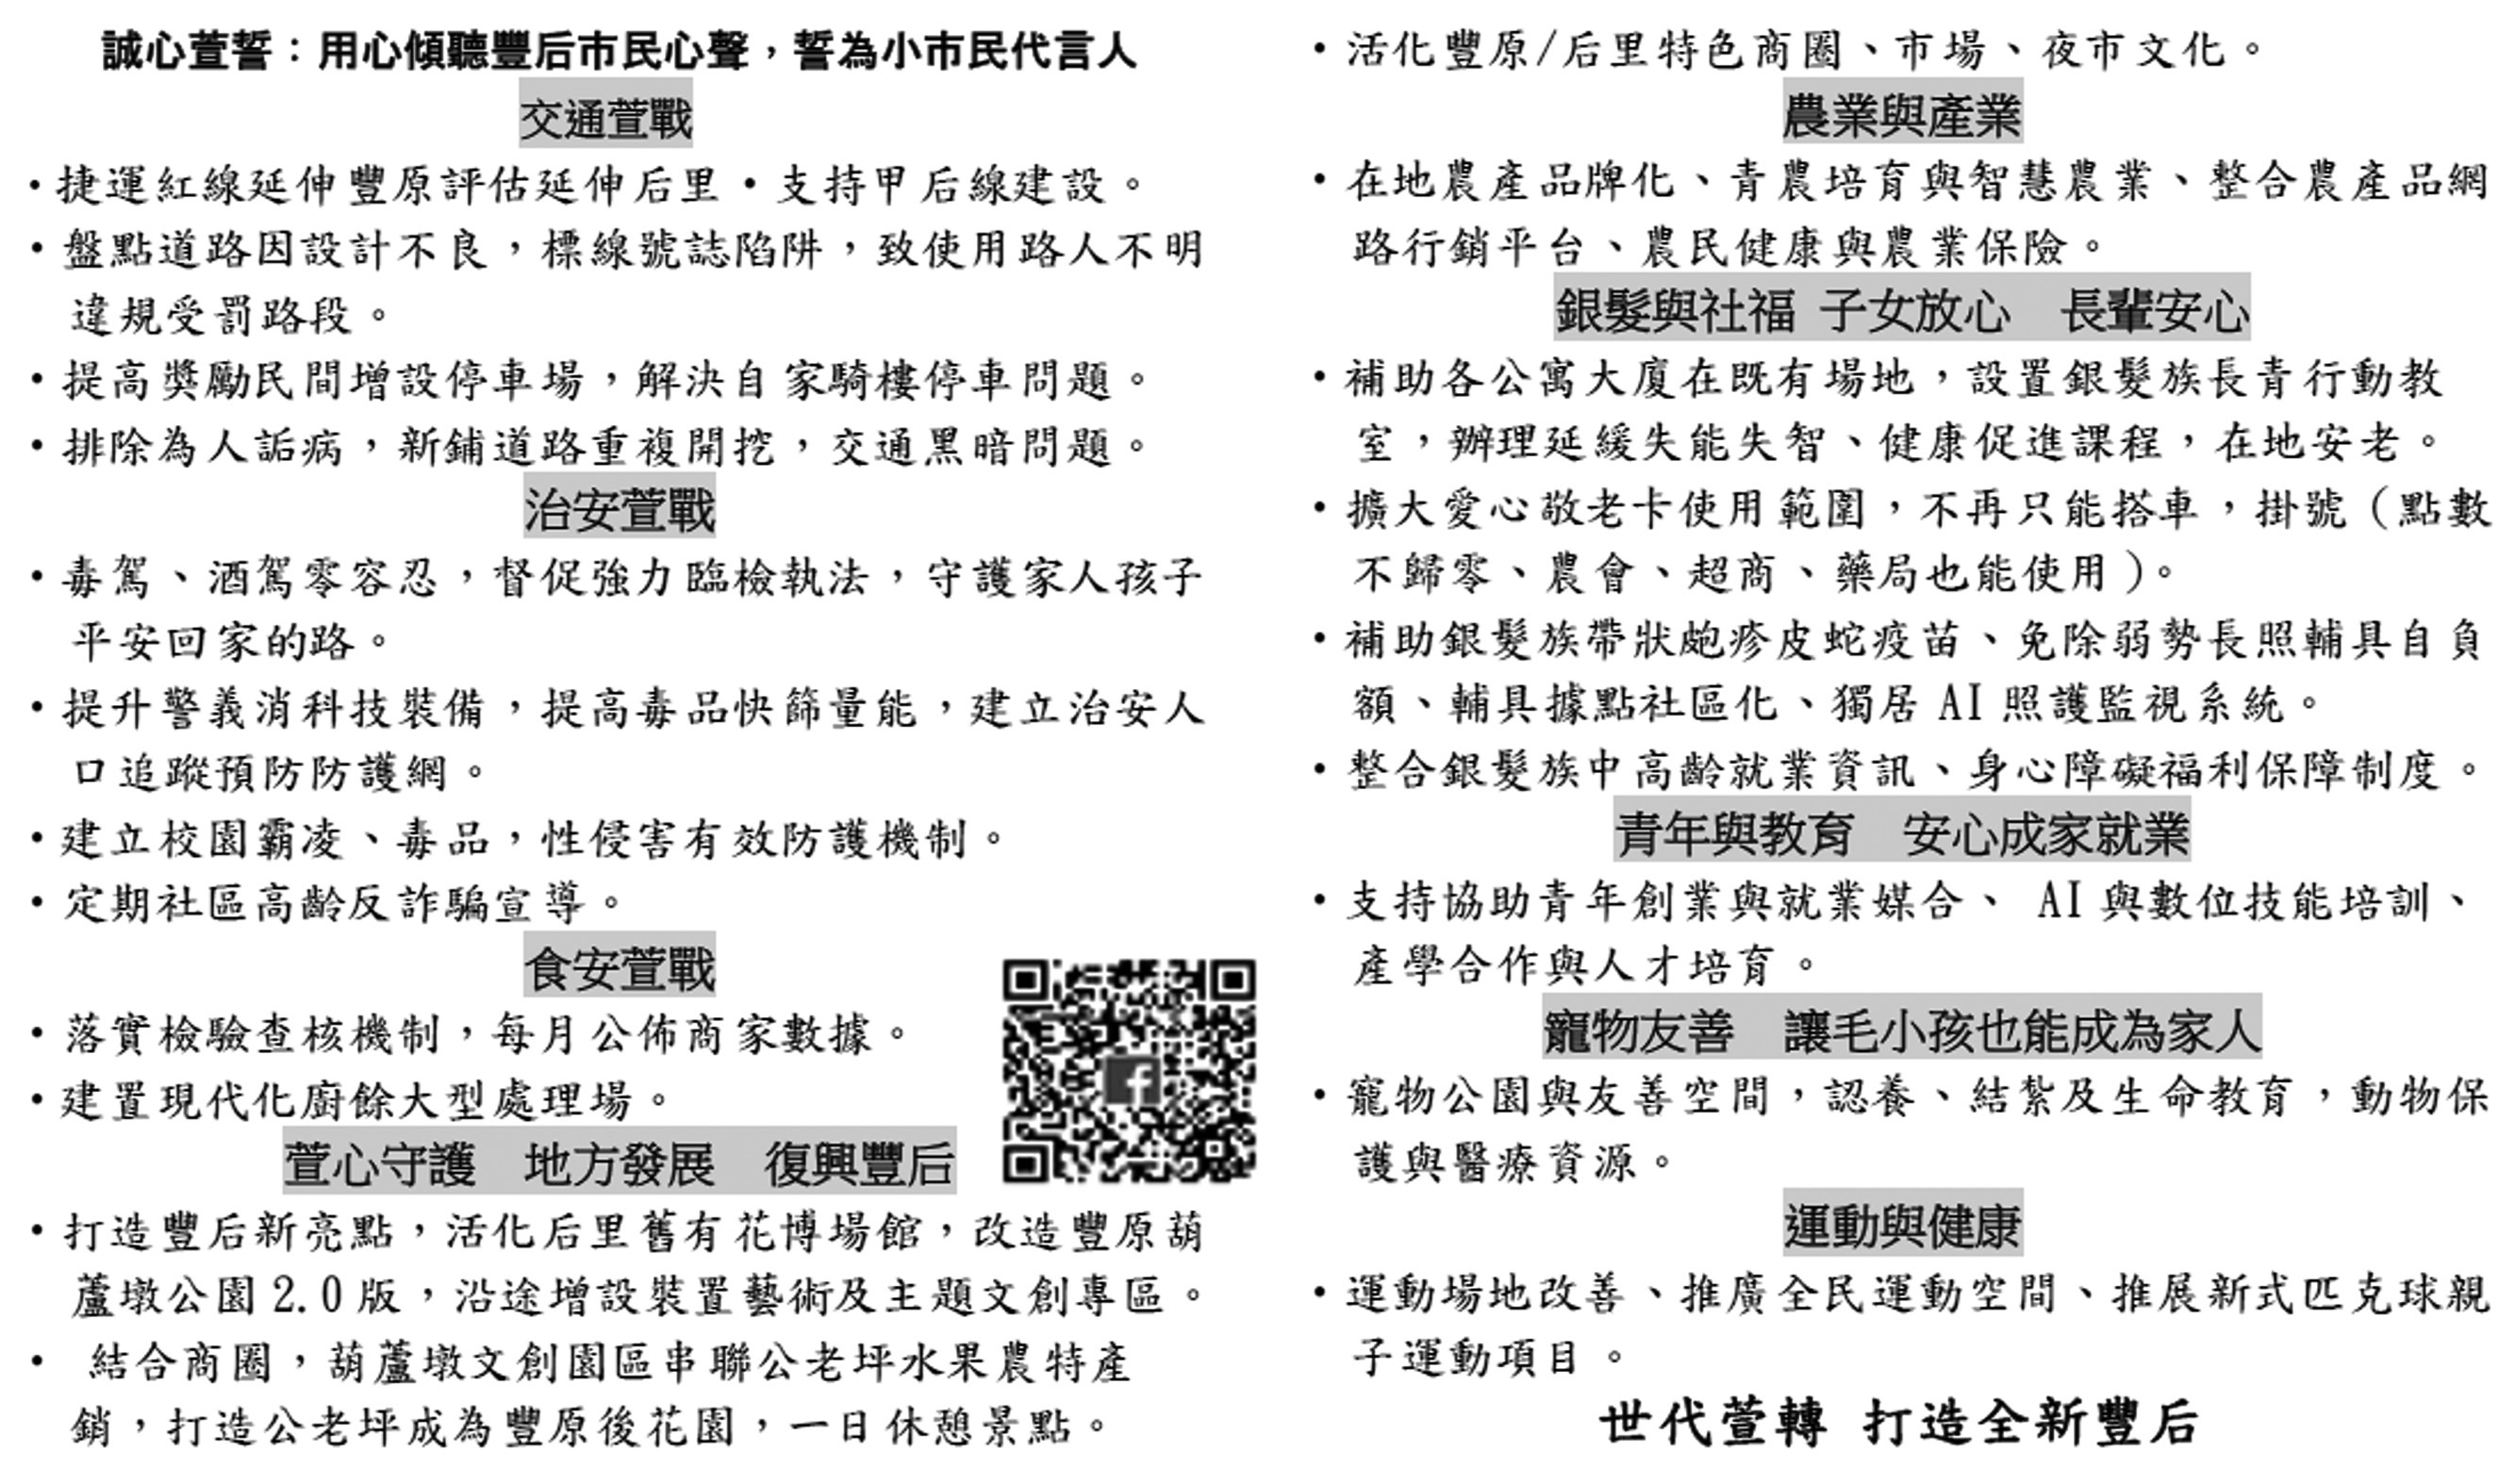 誠心萱誓：用心傾聽豐后市民心聲，誓為小市民代言人
交通萱戰
•捷運紅線延伸豐原評估延伸后里•支持甲后線建設。
•盤點道路因設計不良，標線號誌陷阱，致使用路人不明
違規受罰路段。
•提高獎勵民間增設停車場，解決自家騎樓停車問題。
•排除為人詬病，新鋪道路重複開挖，交通黑暗問題。
治安萱戰
•毒駕、酒駕零容忍，督促強力臨檢執法，守護家人孩子
平安回家的路。
•提升警義消科技裝備，提高毒品快篩量能，建立治安人
口追蹤預防防護網。
•建立校園霸凌、毒品，性侵害有效防護機制。
•定期社區高齡反詐騙宣導。
食安萱戰
•落實檢驗查核機制，每月公佈商家數據。
•建置現代化廚餘大型處理場。
萱心守護　地方發展　復興豐后
•打造豐后新亮點，活化后里舊有花博場館，改造豐原葫
蘆墩公園2.0版，沿途增設裝置藝術及主題文創專區。
• 結合商圈，葫蘆墩文創園區串聯公老坪水果農特產
銷，打造公老坪成為豐原後花園，一日休憩景點。
•活化豐原/后里特色商圈、市場、夜市文化。
農業與產業
•在地農產品牌化、青農培育與智慧農業、整合農產品網
路行銷平台、農民健康與農業保險。
銀髮與社福 子女放心　長輩安心
•補助各公寓大廈在既有場地，設置銀髮族長青行動教
室，辦理延緩失能失智、健康促進課程，在地安老。
•擴大愛心敬老卡使用範圍，不再只能搭車，掛號（點數
不歸零、農會、超商、藥局也能使用）。
•補助銀髮族帶狀皰疹皮蛇疫苗、免除弱勢長照輔具自負
額、輔具據點社區化、獨居 AI 照護監視系統。
•整合銀髮族中高齡就業資訊、身心障礙福利保障制度。
青年與教育　安心成家就業
•支持協助青年創業與就業媒合、 AI 與數位技能培訓、
產學合作與人才培育。
寵物友善　讓毛小孩也能成為家人
•寵物公園與友善空間，認養、結紮及生命教育，動物保
護與醫療資源。
運動與健康
•運動場地改善、推廣全民運動空間、推展新式匹克球親
子運動項目。
世代萱轉 打造全新豐后